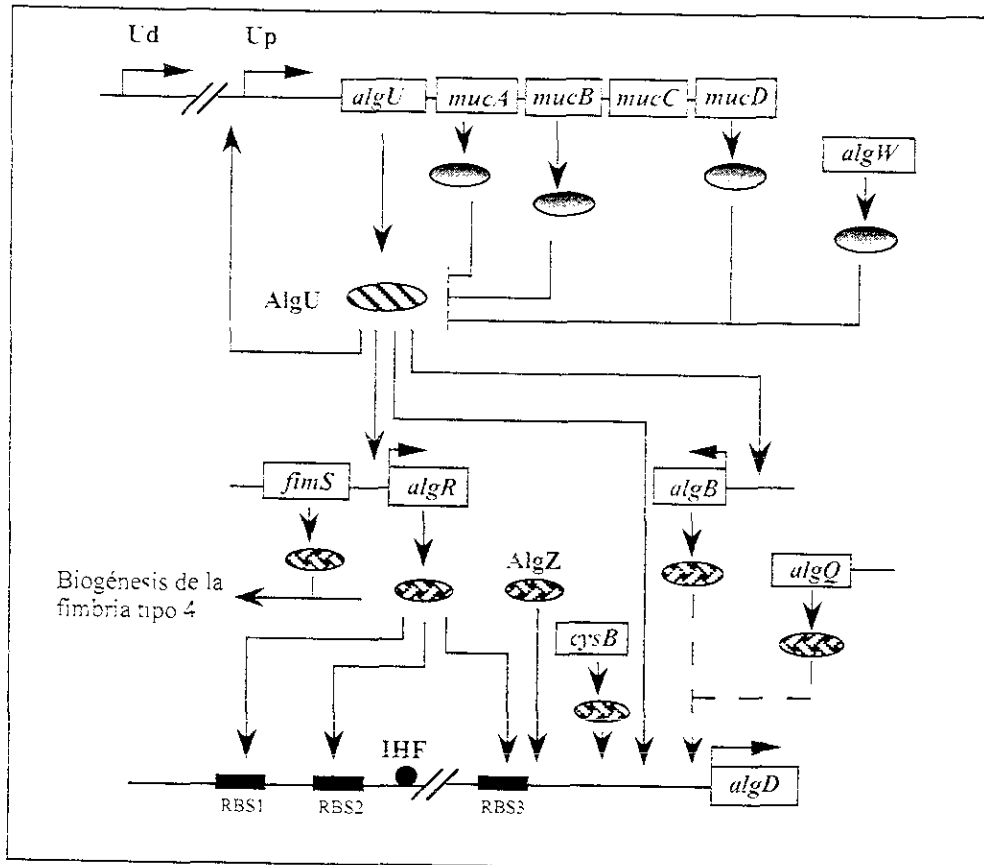 Ud
Up
algU
mucA
mucB
mucC
mucD
algW
AlgU
fimS
algR
algB
AlgZ
algQ
Biogénesis de la
fimbria tipo 4
cysB
IHF
RBS1
RBS2
RBS3
algD